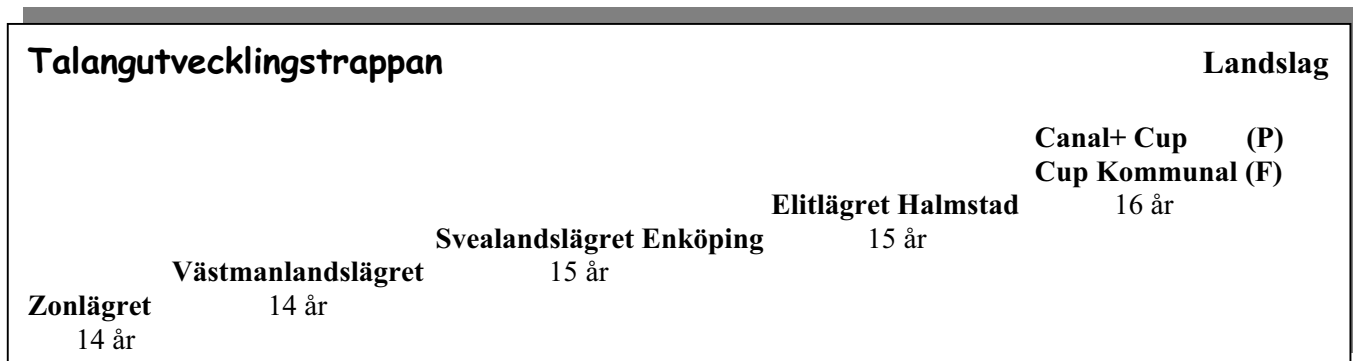 Talangutvecklingstrappan Landslag
Canal+ Cup (P)
Cup Kommunal (F)
Elitlägret Halmstad 16 år
Svealandslägret Enköping 15 år
Västmanlandslägret 15 år
Zonlägret 14 år
14 år